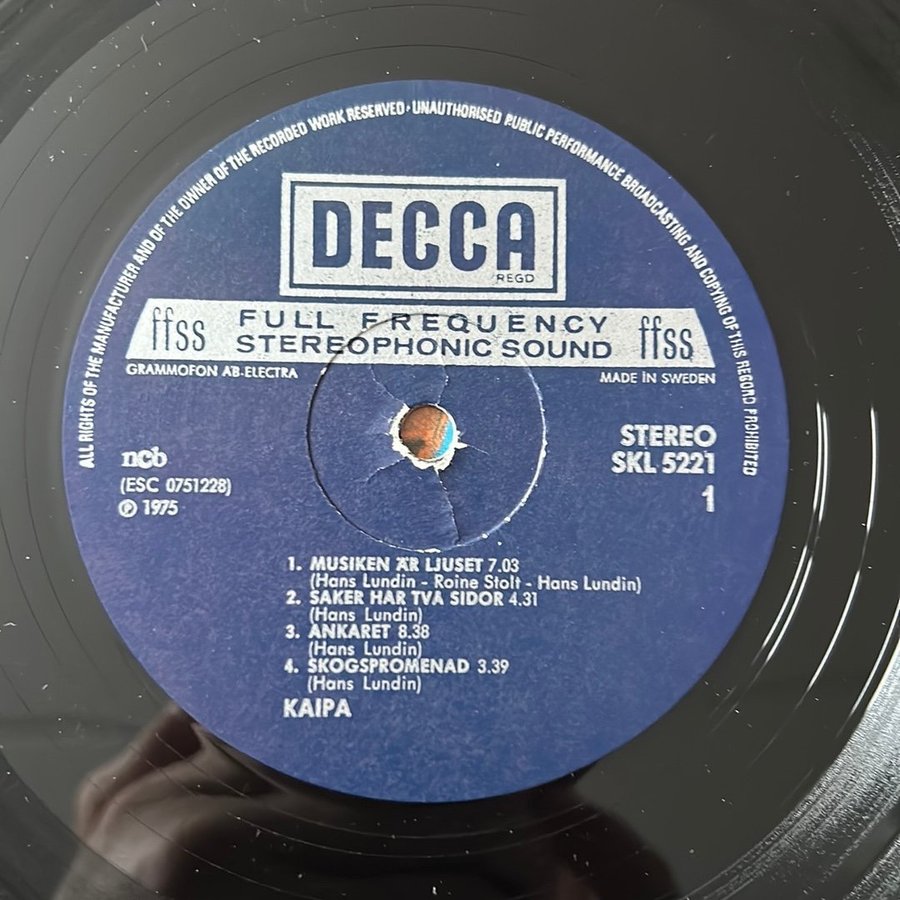 ALL RIGHTS OF THE MANUFACTURER AND OF THE OWNER OF THE RECORDED WORK RESERVED · UNAUTHORISED PUBLIC PERFORMANCE BROADCASTING AND COPYING OF THIS RECORD PROHIBITED
DECCA
REGD
ffss FULL FREQUENCY ffss
STEREOPHONIC SOUND
GRAMMOFON AB·ELECTRA MADE IN SWEDEN
ncb STEREO
(ESC 0751228) SKL 5221
℗ 1975 1
1. MUSIKEN ÄR LJUSET 7.03
(Hans Lundin - Roine Stolt - Hans Lundin)
2. SAKER HAR TVÅ SIDOR 4.31
(Hans Lundin)
3. ANKARET 8.38
(Hans Lundin)
4. SKOGSPROMENAD 3.39
(Hans Lundin)
KAIPA